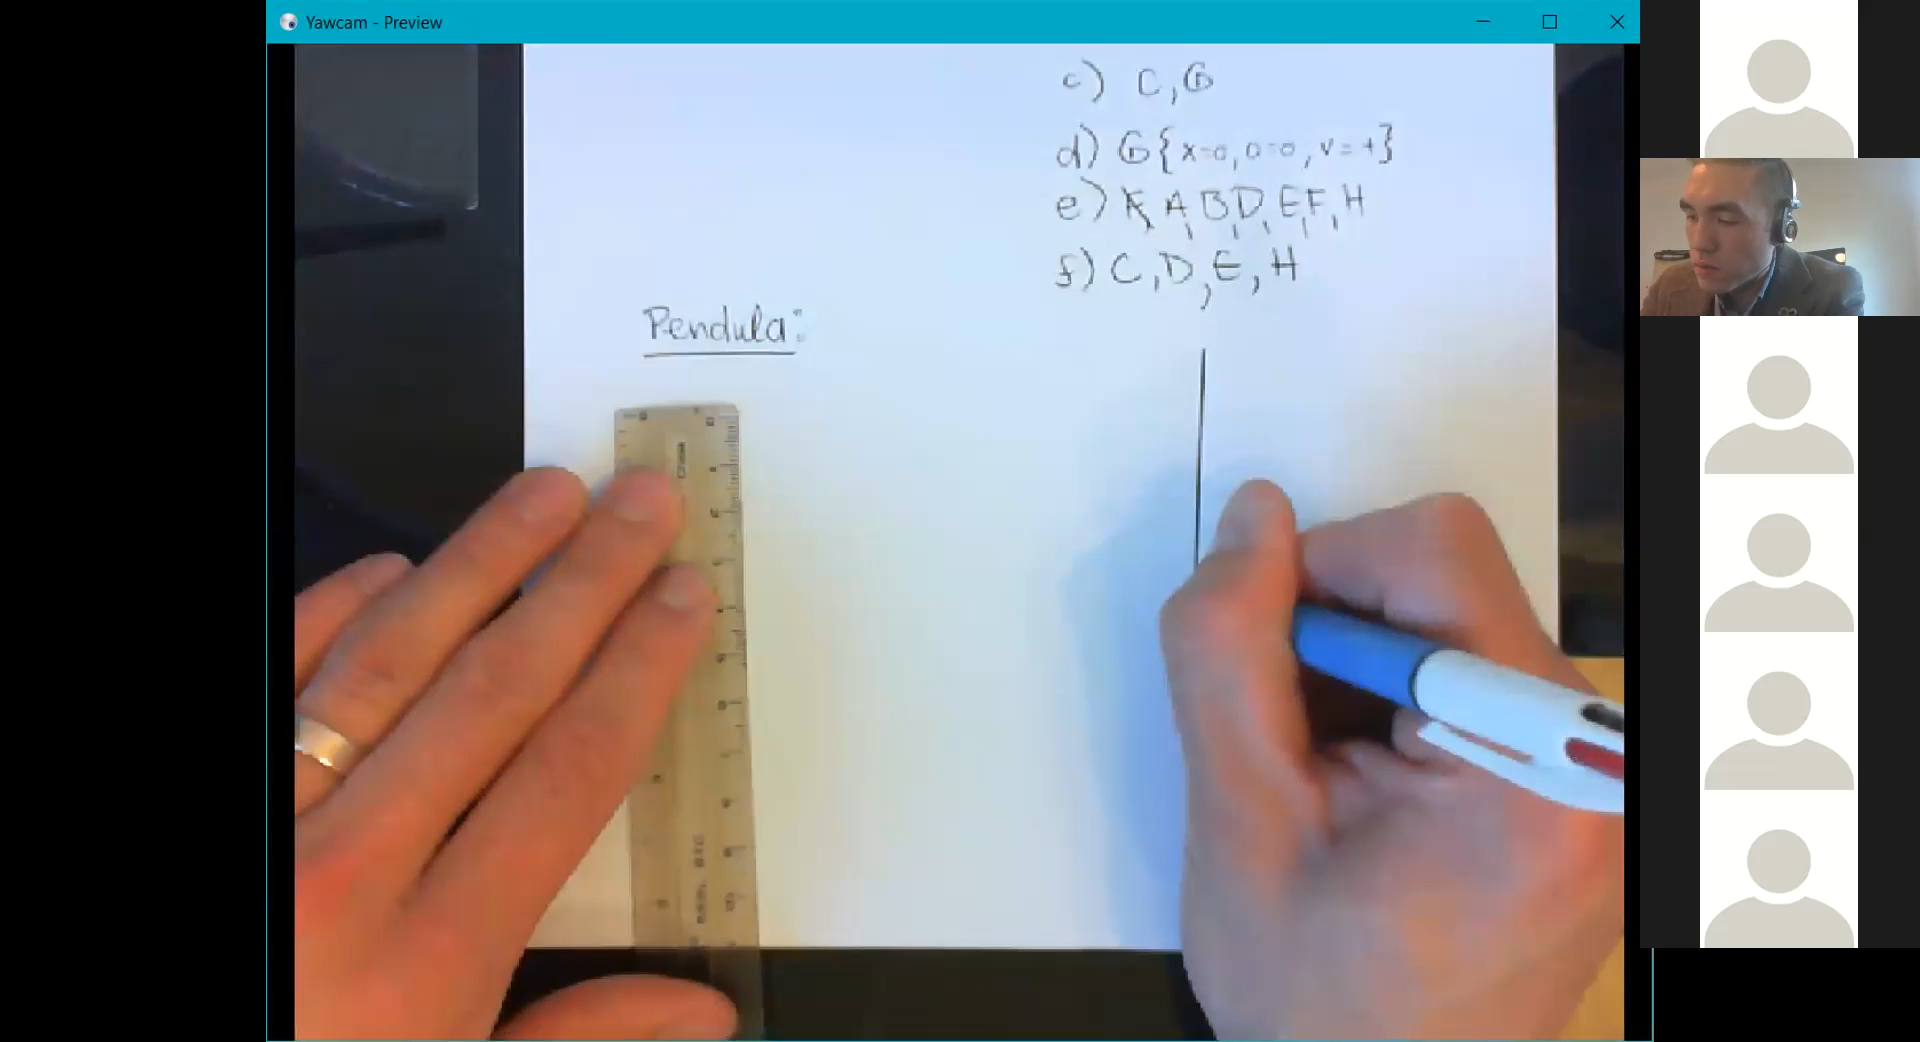 Yawcam - Preview
c) C, G
d) G{x=0, a=0, v=+}
e) A, B, D, E, F, H
f) C, D, E, H
Pendula: